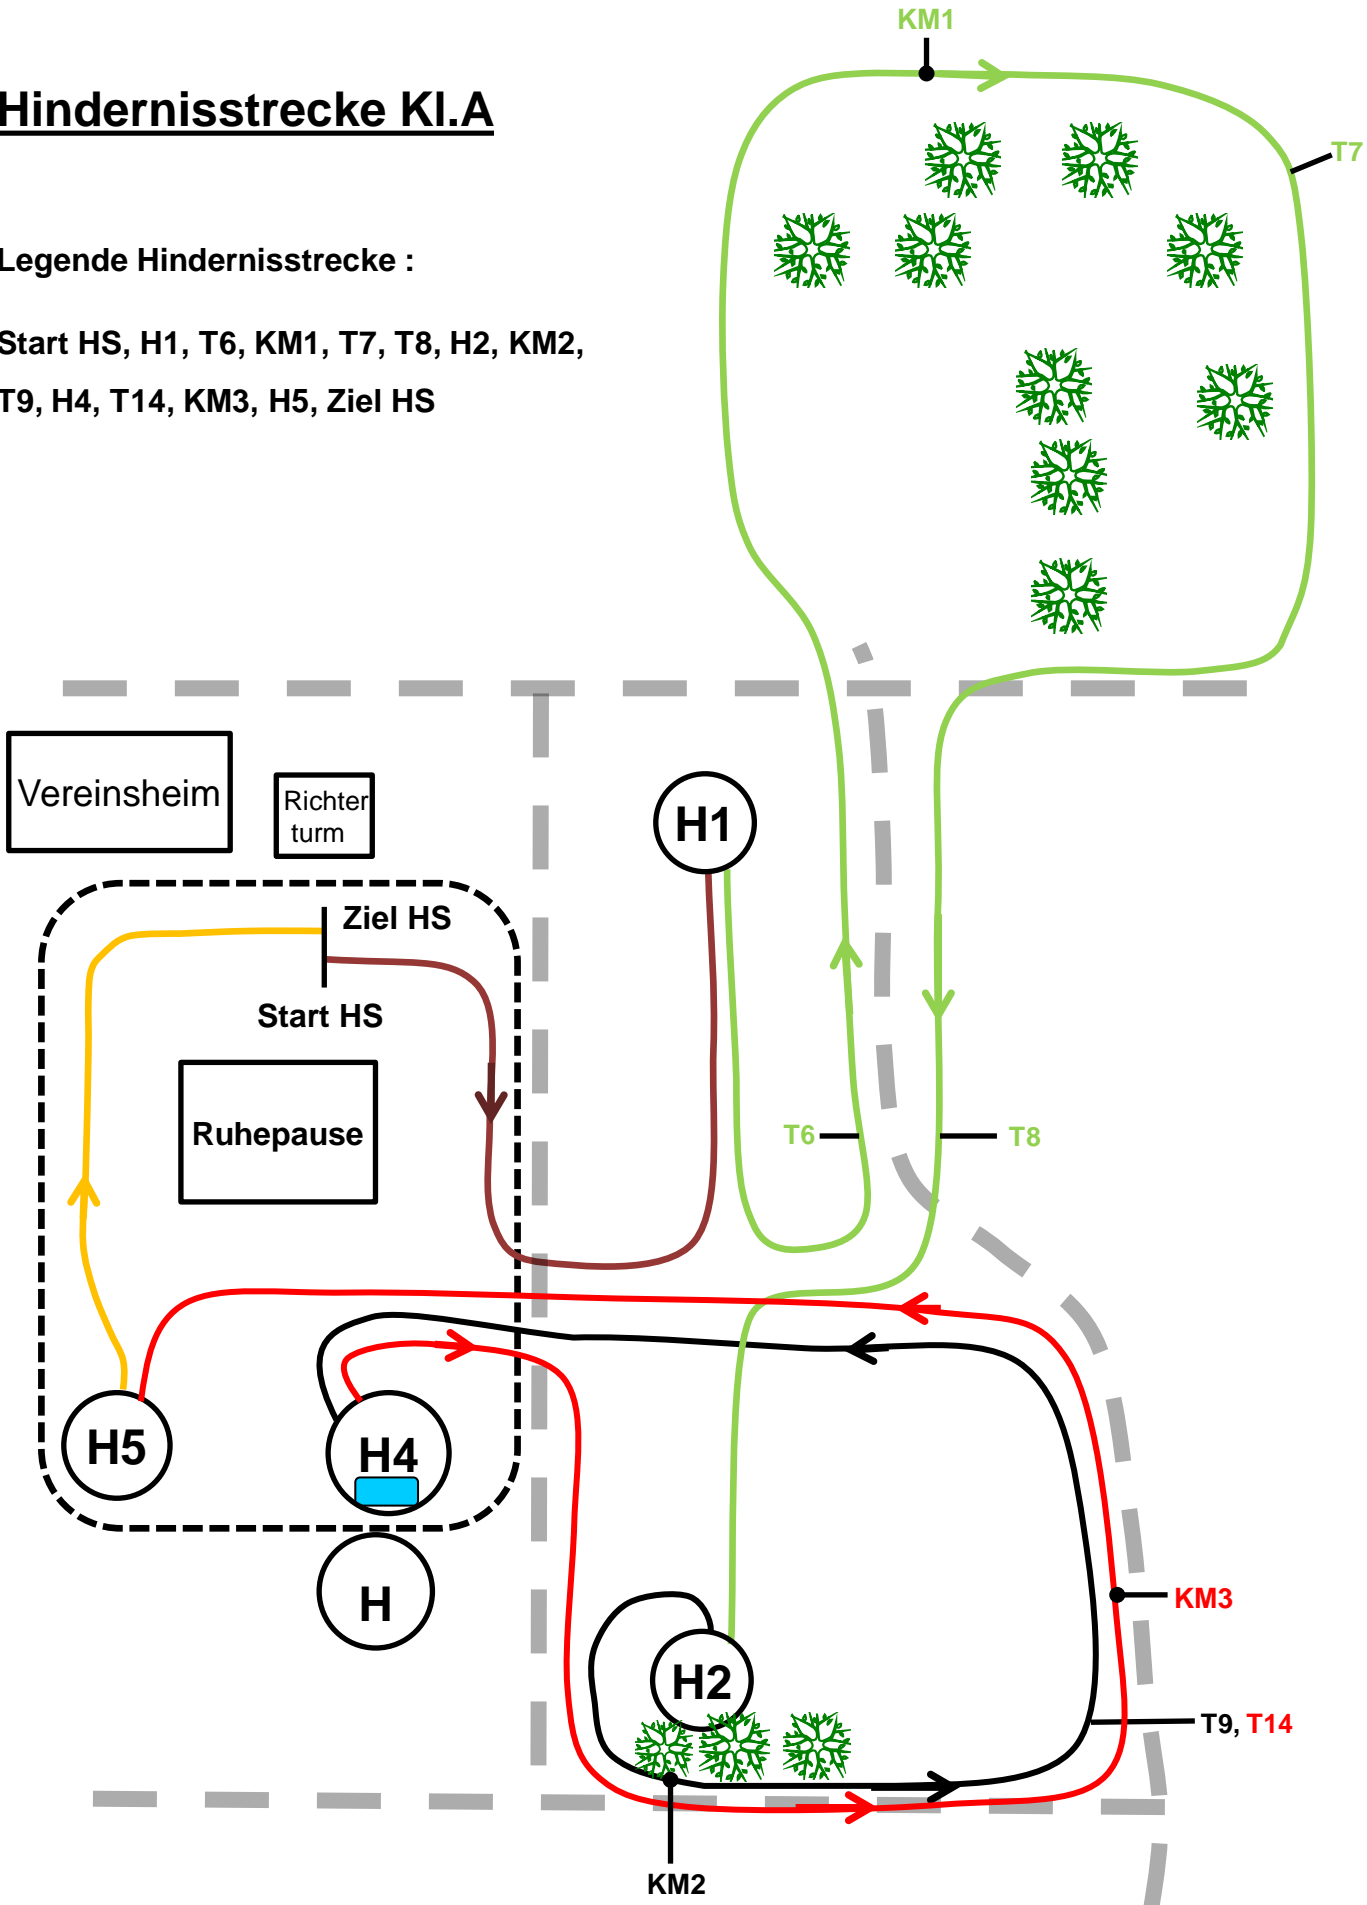 KM1
Hindernisstrecke Kl.A
T7
Legende Hindernisstrecke :
Start HS, H1, T6, KM1, T7, T8, H2, KM2,
T9, H4, T14, KM3, H5, Ziel HS
Vereinsheim
Richter
turm
H1
Ziel HS
Start HS
Ruhepause
T6
T8
H5
H4
H
KM3
H2
T9, T14
KM2